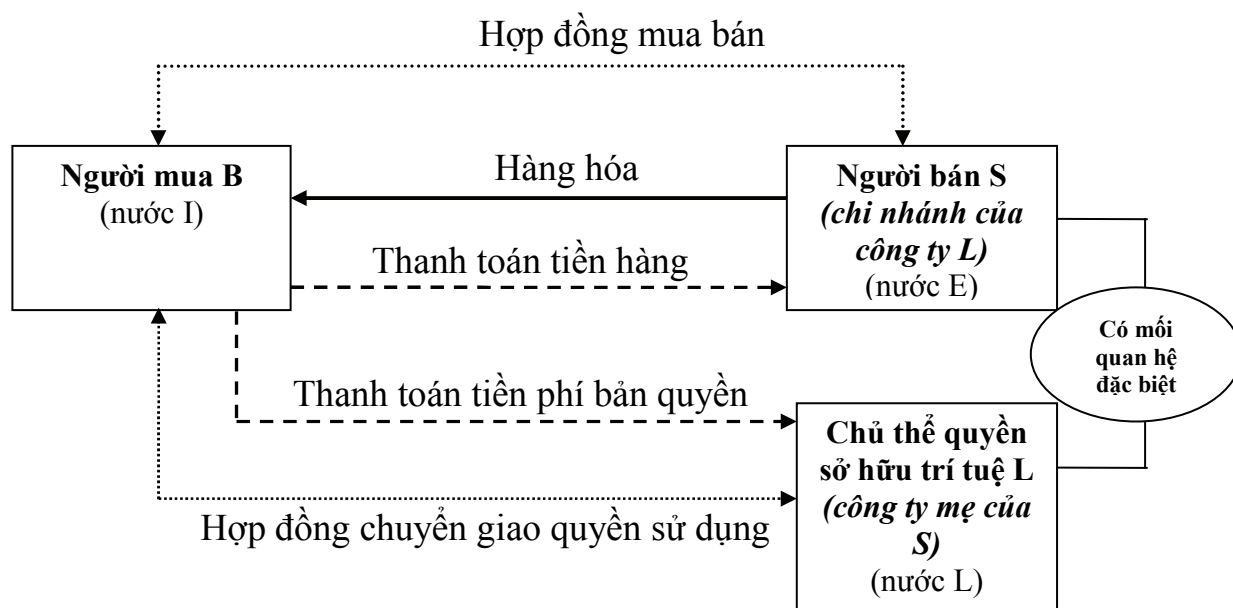 Hợp đồng mua bán
Người mua B
(nước I)
Hàng hóa
Người bán S
(chi nhánh của
công ty L)
(nước E)
Thanh toán tiền hàng
Có mối
quan hệ
đặc biệt
Thanh toán tiền phí bản quyền
Chủ thể quyền
sở hữu trí tuệ L
(công ty mẹ của
S)
(nước L)
Hợp đồng chuyển giao quyền sử dụng